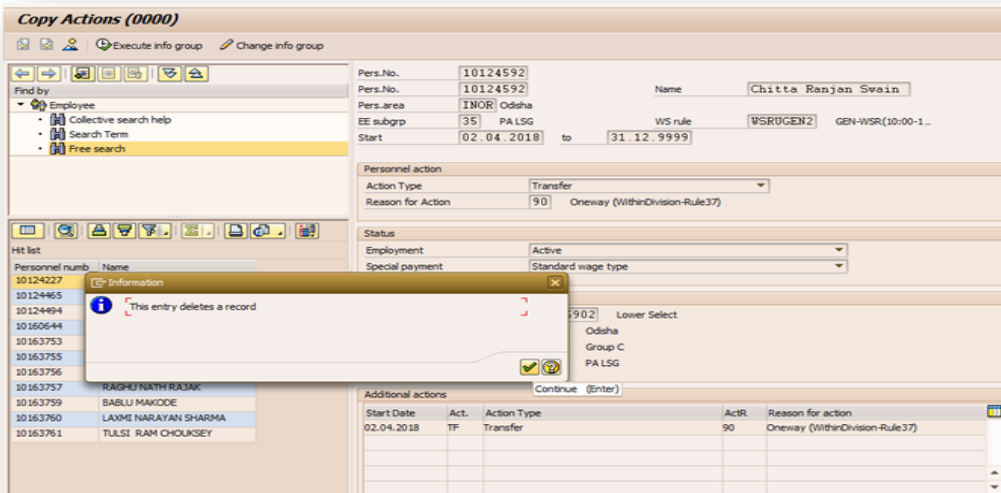 Copy Actions (0000)
Execute info group Change info group
Find by
Employee
Collective search help
Search Term
Free search
Hit list
Personnel numb Name
10124227
10124465
10124494
10160644
10163753
10163755
10163756
10163757 RAGHU NATH RAJAK
10163759 BABLU MAKODE
10163760 LAXMI NARAYAN SHARMA
10163761 TULSI RAM CHOUKSEY
Pers.No. 10124592
Pers.No. 10124592 Name Chitta Ranjan Swain
Pers.area INOR Odisha
EE subgrp 35 PA LSG WS rule WSRUGEN2 GEN-WSR(10:00-1...
Start 02.04.2018 to 31.12.9999
Personnel action
Action Type Transfer
Reason for Action 90 Oneway (WithinDivision-Rule37)
Status
Employment Active
Special payment Standard wage type
Information
This entry deletes a record
Continue (Enter)
5902 Lower Select
Odisha
Group C
PA LSG
Additional actions
Start Date Act. Action Type ActR Reason for action
02.04.2018 TF Transfer 90 Oneway (WithinDivision-Rule37)